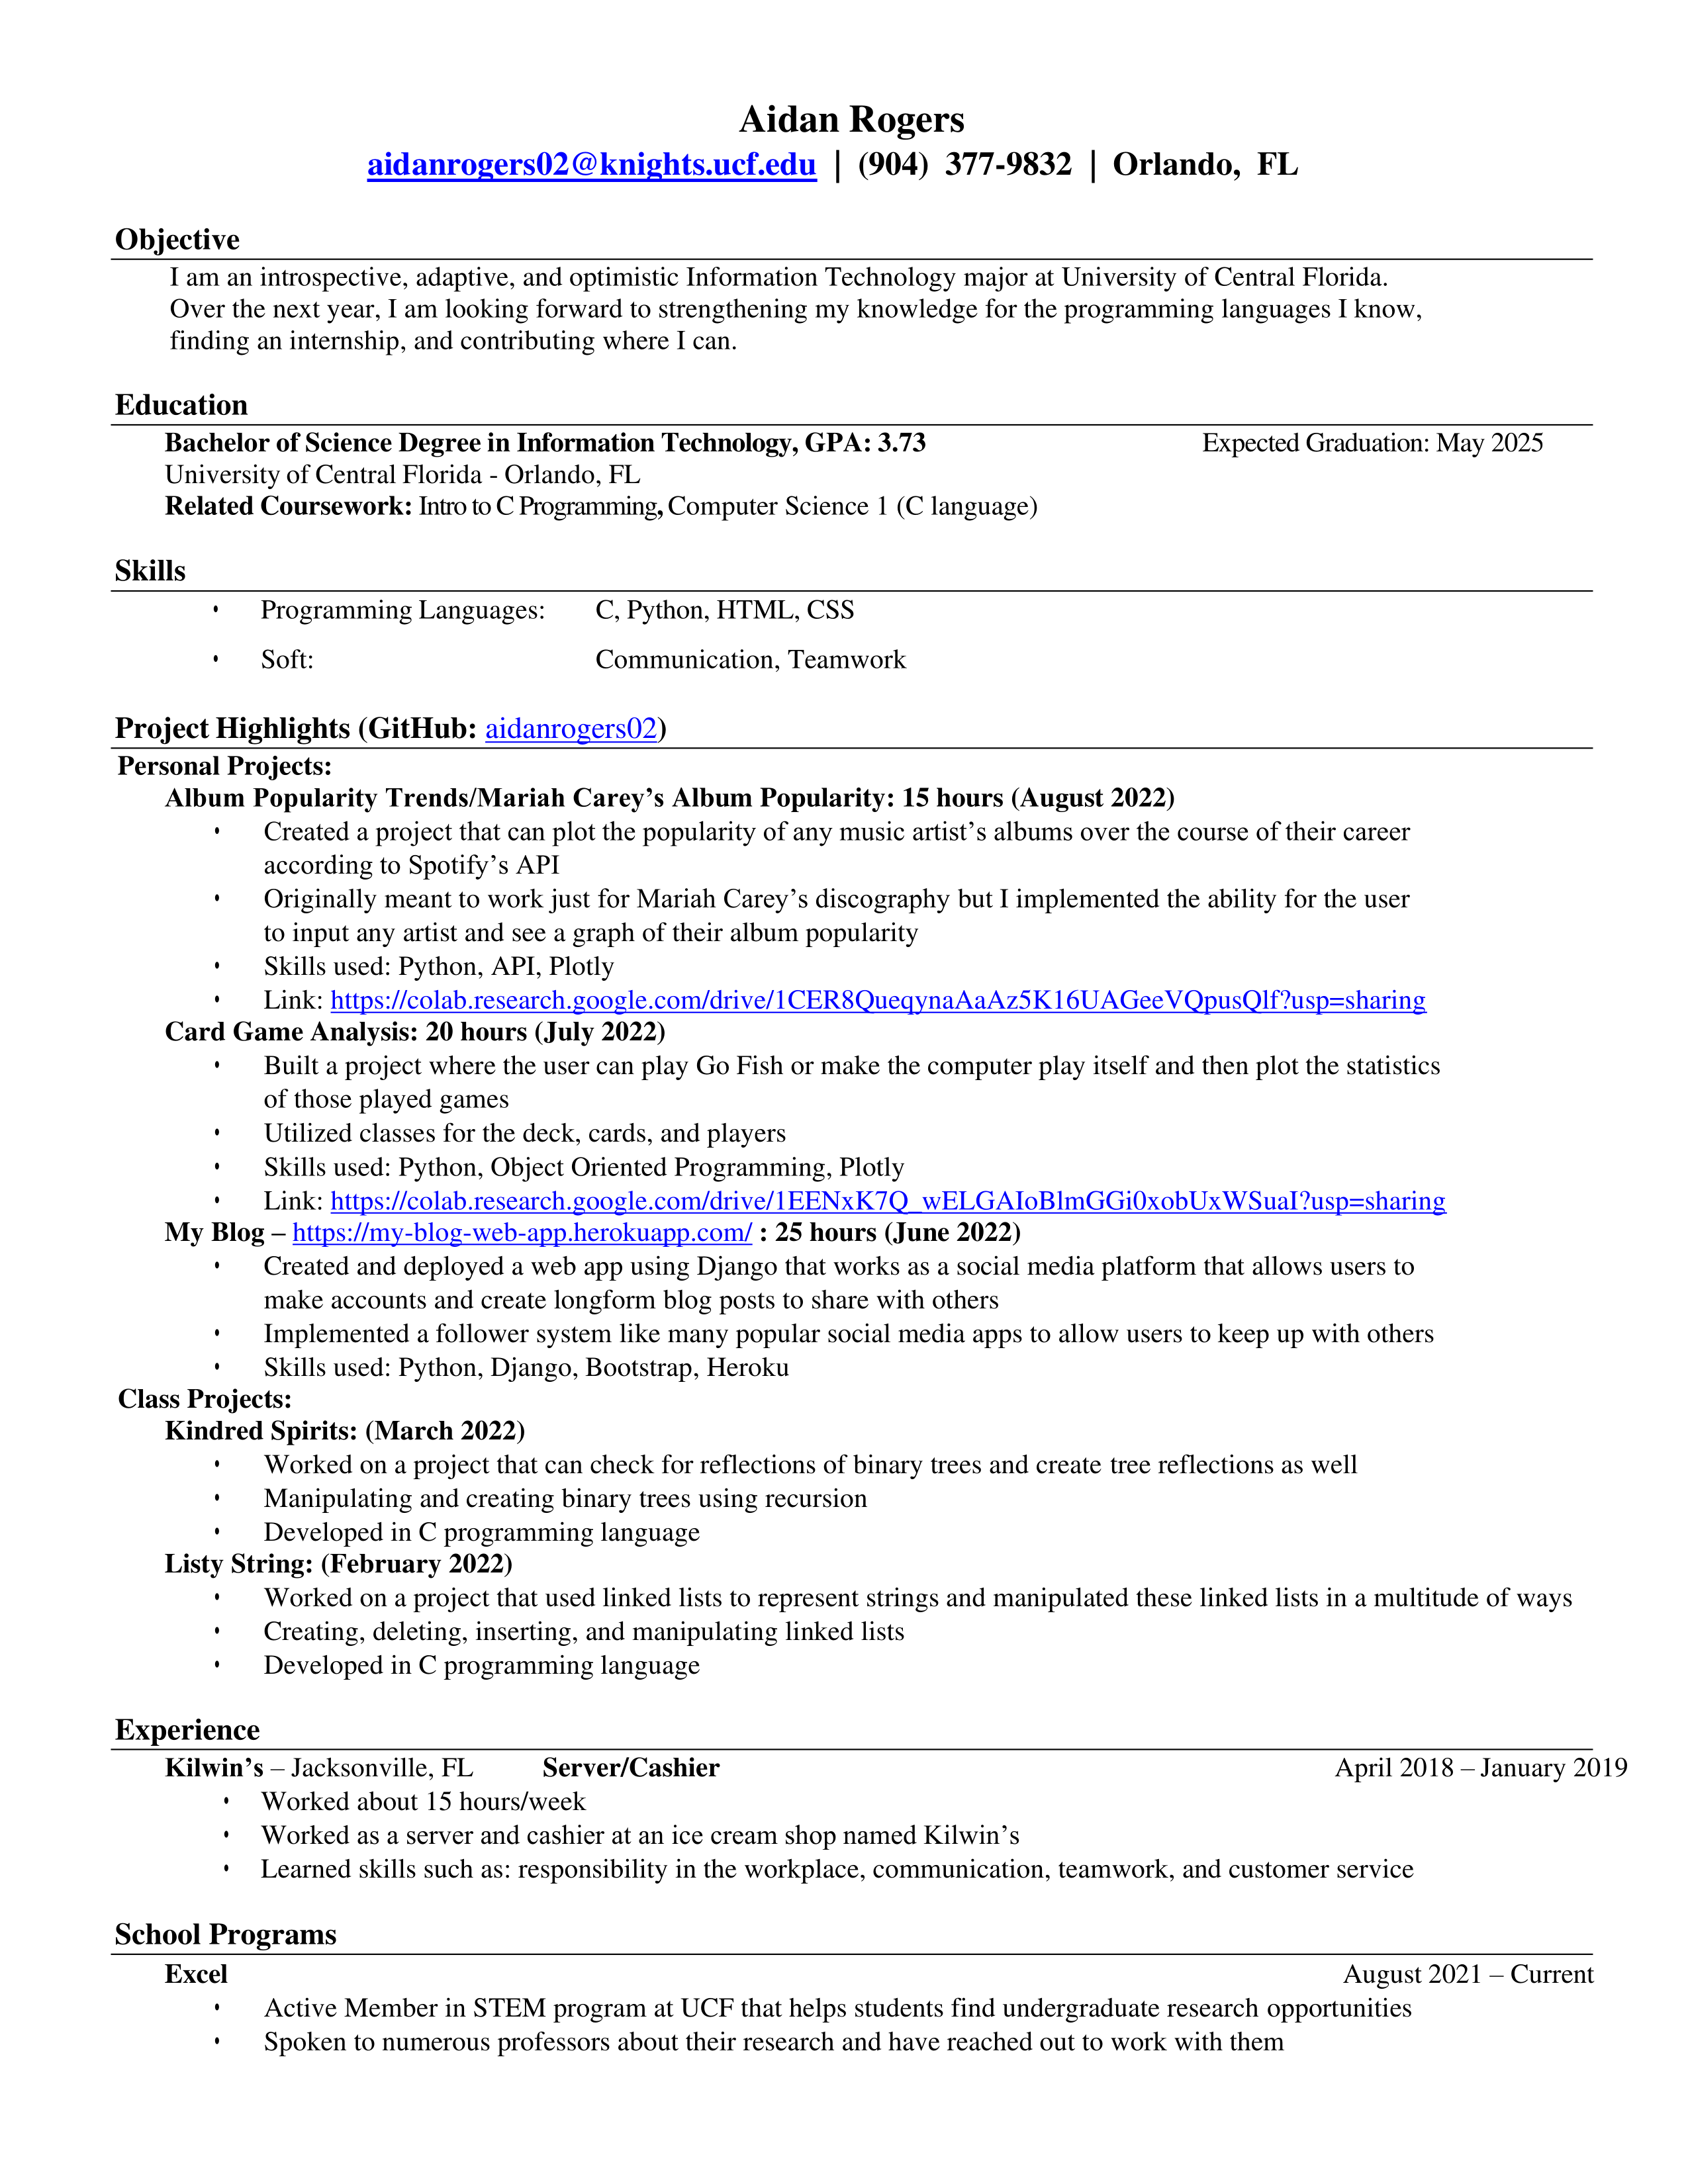 Aidan Rogers
aidanrogers02@knights.ucf.edu | (904) 377-9832 | Orlando, FL
Objective
I am an introspective, adaptive, and optimistic Information Technology major at University of Central Florida.
Over the next year, I am looking forward to strengthening my knowledge for the programming languages I know,
finding an internship, and contributing where I can.
Education
Bachelor of Science Degree in Information Technology, GPA: 3.73 Expected Graduation: May 2025
University of Central Florida - Orlando, FL
Related Coursework: Intro to C Programming, Computer Science 1 (C language)
Skills
• Programming Languages: C, Python, HTML, CSS
• Soft: Communication, Teamwork
Project Highlights (GitHub: aidanrogers02)
Personal Projects:
Album Popularity Trends/Mariah Carey’s Album Popularity: 15 hours (August 2022)
• Created a project that can plot the popularity of any music artist’s albums over the course of their career
according to Spotify’s API
• Originally meant to work just for Mariah Carey’s discography but I implemented the ability for the user
to input any artist and see a graph of their album popularity
• Skills used: Python, API, Plotly
• Link: https://colab.research.google.com/drive/1CER8QueqynaAaAz5K16UAGeeVQpusQlf?usp=sharing
Card Game Analysis: 20 hours (July 2022)
• Built a project where the user can play Go Fish or make the computer play itself and then plot the statistics
of those played games
• Utilized classes for the deck, cards, and players
• Skills used: Python, Object Oriented Programming, Plotly
• Link: https://colab.research.google.com/drive/1EENxK7Q_wELGAIoBlmGGi0xobUxWSuaI?usp=sharing
My Blog – https://my-blog-web-app.herokuapp.com/ : 25 hours (June 2022)
• Created and deployed a web app using Django that works as a social media platform that allows users to
make accounts and create longform blog posts to share with others
• Implemented a follower system like many popular social media apps to allow users to keep up with others
• Skills used: Python, Django, Bootstrap, Heroku
Class Projects:
Kindred Spirits: (March 2022)
• Worked on a project that can check for reflections of binary trees and create tree reflections as well
• Manipulating and creating binary trees using recursion
• Developed in C programming language
Listy String: (February 2022)
• Worked on a project that used linked lists to represent strings and manipulated these linked lists in a multitude of ways
• Creating, deleting, inserting, and manipulating linked lists
• Developed in C programming language
Experience
Kilwin’s – Jacksonville, FL Server/Cashier April 2018 – January 2019
• Worked about 15 hours/week
• Worked as a server and cashier at an ice cream shop named Kilwin’s
• Learned skills such as: responsibility in the workplace, communication, teamwork, and customer service
School Programs
Excel August 2021 – Current
• Active Member in STEM program at UCF that helps students find undergraduate research opportunities
• Spoken to numerous professors about their research and have reached out to work with them